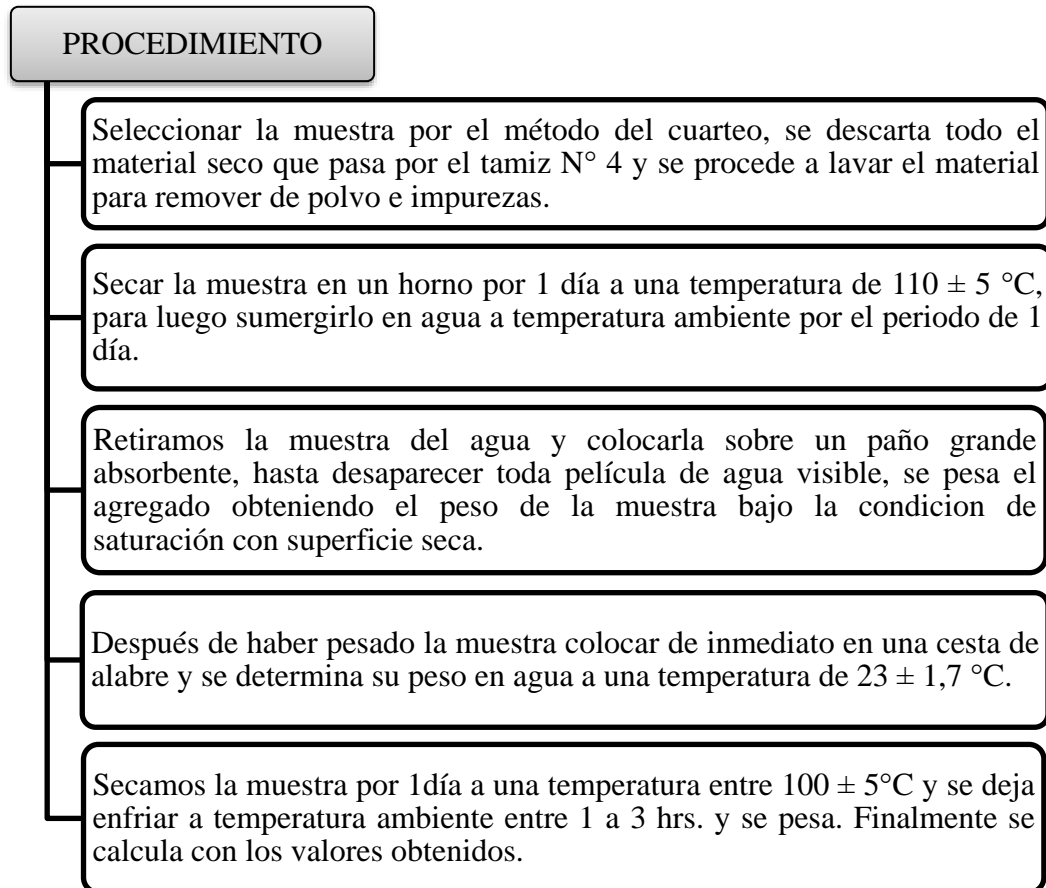 PROCEDIMIENTO
Seleccionar la muestra por el método del cuarteo, se descarta todo el
material seco que pasa por el tamiz N° 4 y se procede a lavar el material
para remover de polvo e impurezas.
Secar la muestra en un horno por 1 día a una temperatura de 110 ± 5 °C,
para luego sumergirlo en agua a temperatura ambiente por el periodo de 1
día.
Retiramos la muestra del agua y colocarla sobre un paño grande
absorbente, hasta desaparecer toda película de agua visible, se pesa el
agregado obteniendo el peso de la muestra bajo la condicion de
saturación con superficie seca.
Después de haber pesado la muestra colocar de inmediato en una cesta de
alabre y se determina su peso en agua a una temperatura de 23 ± 1,7 °C.
Secamos la muestra por 1día a una temperatura entre 100 ± 5°C y se deja
enfriar a temperatura ambiente entre 1 a 3 hrs. y se pesa. Finalmente se
calcula con los valores obtenidos.